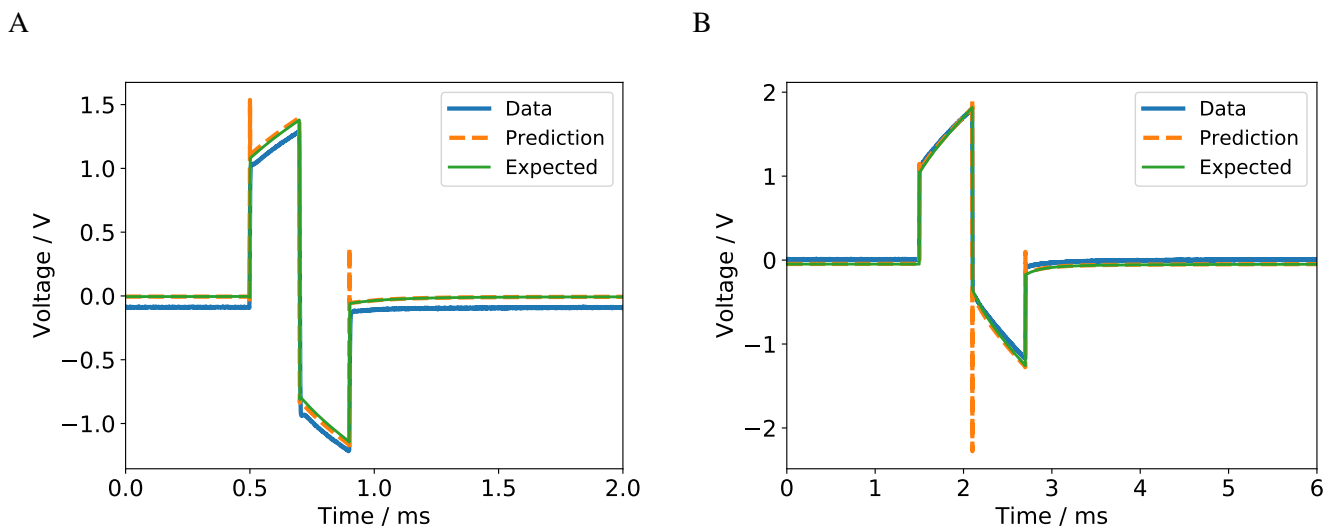 A
B
Voltage / V
1.5
1.0
0.5
0.0
−0.5
−1.0
0.0
0.5
1.0
1.5
2.0
Time / ms
Data
Prediction
Expected
Voltage / V
2
1
0
−1
−2
0
1
2
3
4
5
6
Time / ms
Data
Prediction
Expected